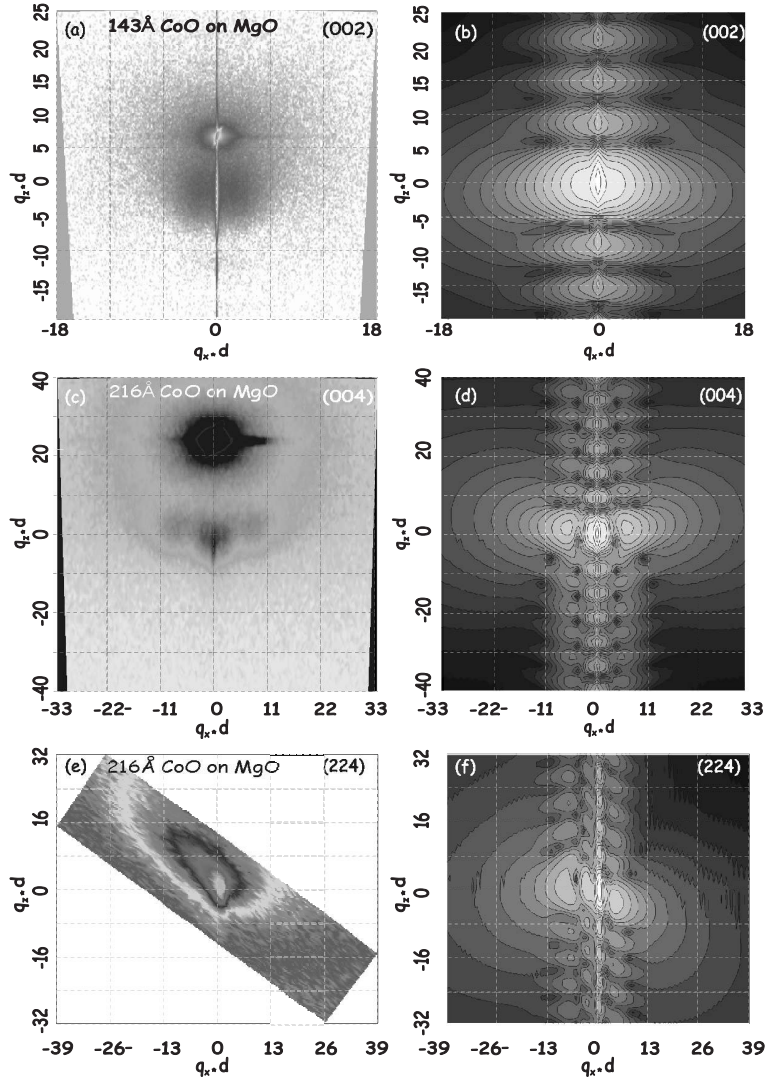 (a) 143Å CoO on MgO (002)
25
20
15
10
5
0
-5
-10
-15
qz*d
-18 0 18
qx*d
(b) (002)
25
20
15
10
5
0
-5
-10
-15
qz*d
-18 0 18
qx*d
(c) 216Å CoO on MgO (004)
40
20
0
-20
-40
qz*d
-33 -22- 0 11 22 33
qx*d
(d) (004)
40
20
0
-20
-40
qz*d
-33 -22- 0 11 22 33
qx*d
(e) 216Å CoO on MgO (224)
32
16
0
-16
-32
qz*d
-39 -26- 0 13 26 39
qx*d
(f) (224)
32
16
0
-16
-32
qz*d
-39 -26- 0 13 26 39
qx*d